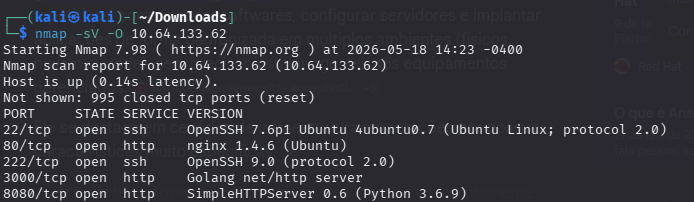 (kali㉿kali)-[~/Downloads]
$ nmap -sV -O 10.64.133.62
Starting Nmap 7.98 ( https://nmap.org ) at 2026-05-18 14:23 -0400
Nmap scan report for 10.64.133.62 (10.64.133.62)
Host is up (0.14s latency).
Not shown: 995 closed tcp ports (reset)
PORT STATE SERVICE VERSION
22/tcp open ssh OpenSSH 7.6p1 Ubuntu 4ubuntu0.7 (Ubuntu Linux; protocol 2.0)
80/tcp open http nginx 1.4.6 (Ubuntu)
222/tcp open ssh OpenSSH 9.0 (protocol 2.0)
3000/tcp open http Golang net/http server
8080/tcp open http SimpleHTTPServer 0.6 (Python 3.6.9)